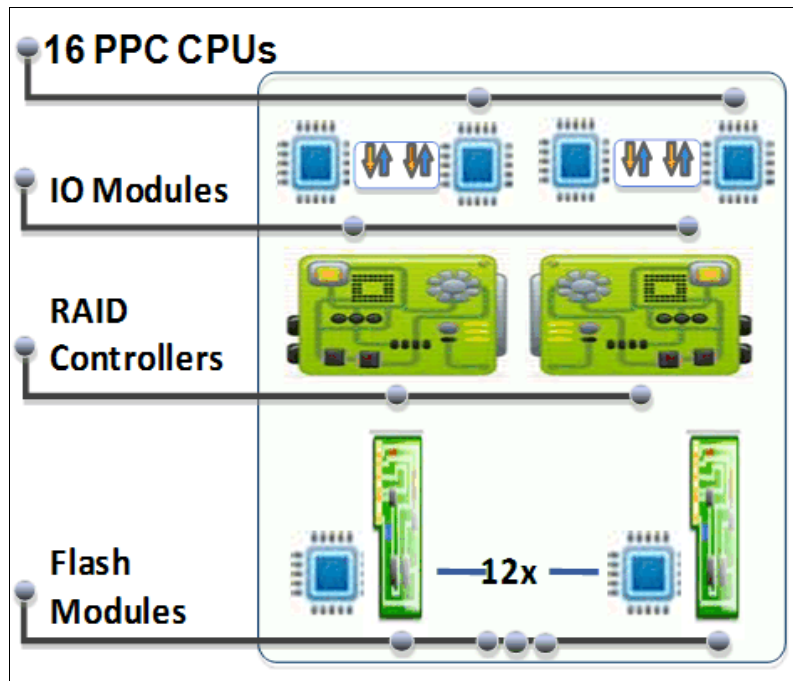 16 PPC CPUs
IO Modules
RAID
Controllers
Flash
Modules
12x